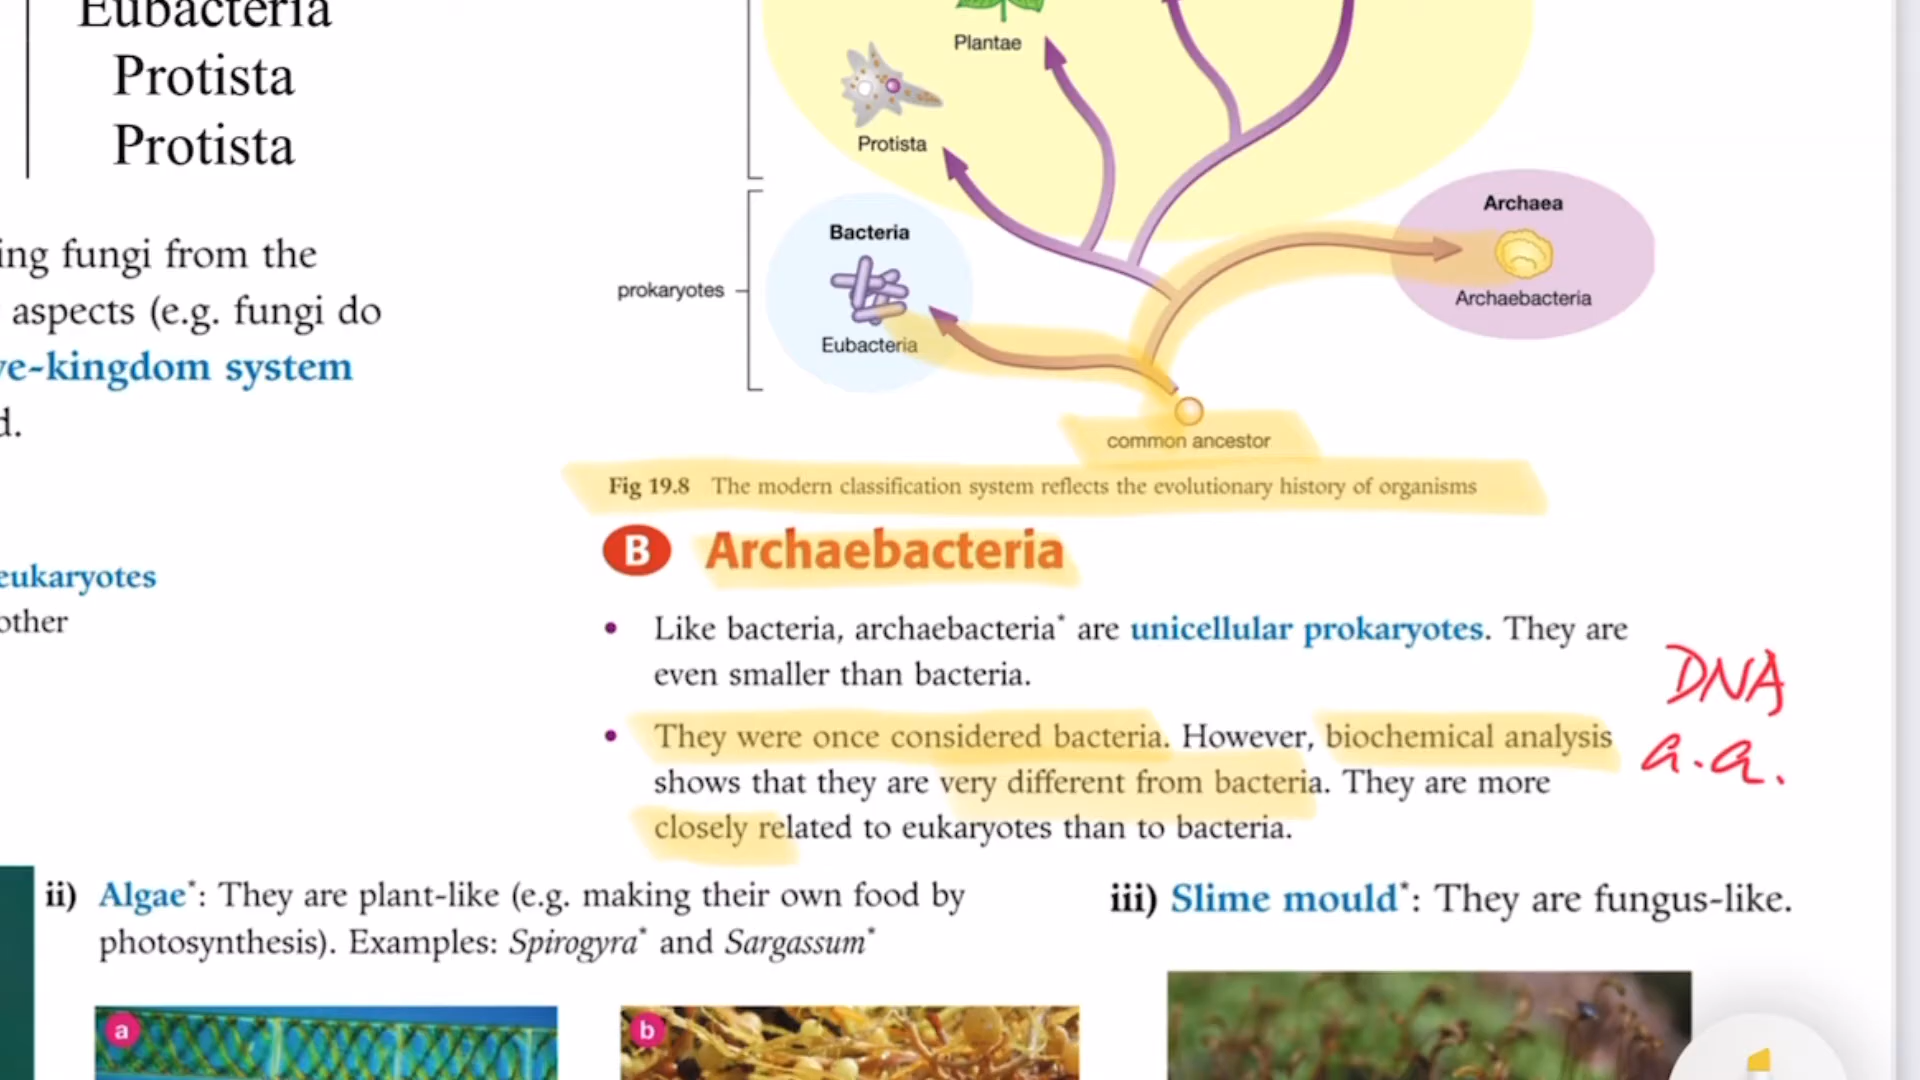 Eubacteria
Protista
Protista
ing fungi from the
aspects (e.g. fungi do
ve-kingdom system
d.
eukaryotes
other
Plantae
Protista
Bacteria
Eubacteria
prokaryotes
Archaea
Archaebacteria
common ancestor
Fig 19.8 The modern classification system reflects the evolutionary history of organisms
B Archaebacteria
• Like bacteria, archaebacteria* are unicellular prokaryotes. They are
even smaller than bacteria.
• They were once considered bacteria. However, biochemical analysis
shows that they are very different from bacteria. They are more
closely related to eukaryotes than to bacteria.
DNA
a.a.
ii) Algae*: They are plant-like (e.g. making their own food by
photosynthesis). Examples: Spirogyra* and Sargassum*
iii) Slime mould*: They are fungus-like.
a
b